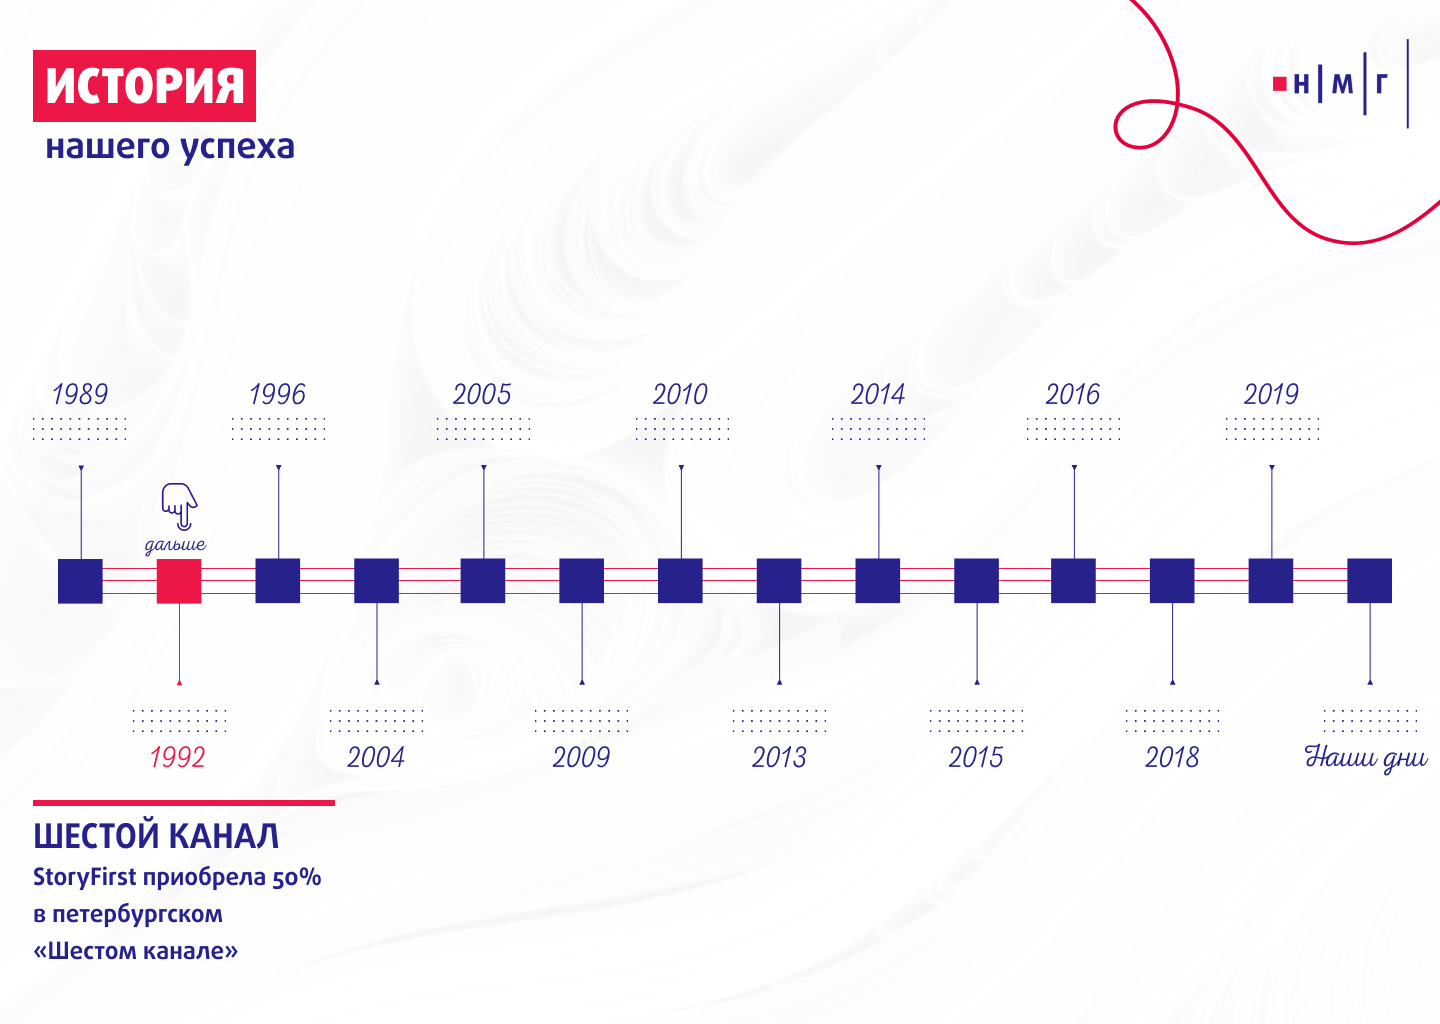 ИСТОРИЯ
нашего успеха
Н|М|Г|
1989
1996
2005
2010
2014
2016
2019
дальше
1992
2004
2009
2013
2015
2018
Наши дни
ШЕСТОЙ КАНАЛ
StoryFirst приобрела 50%
в петербургском
«Шестом канале»